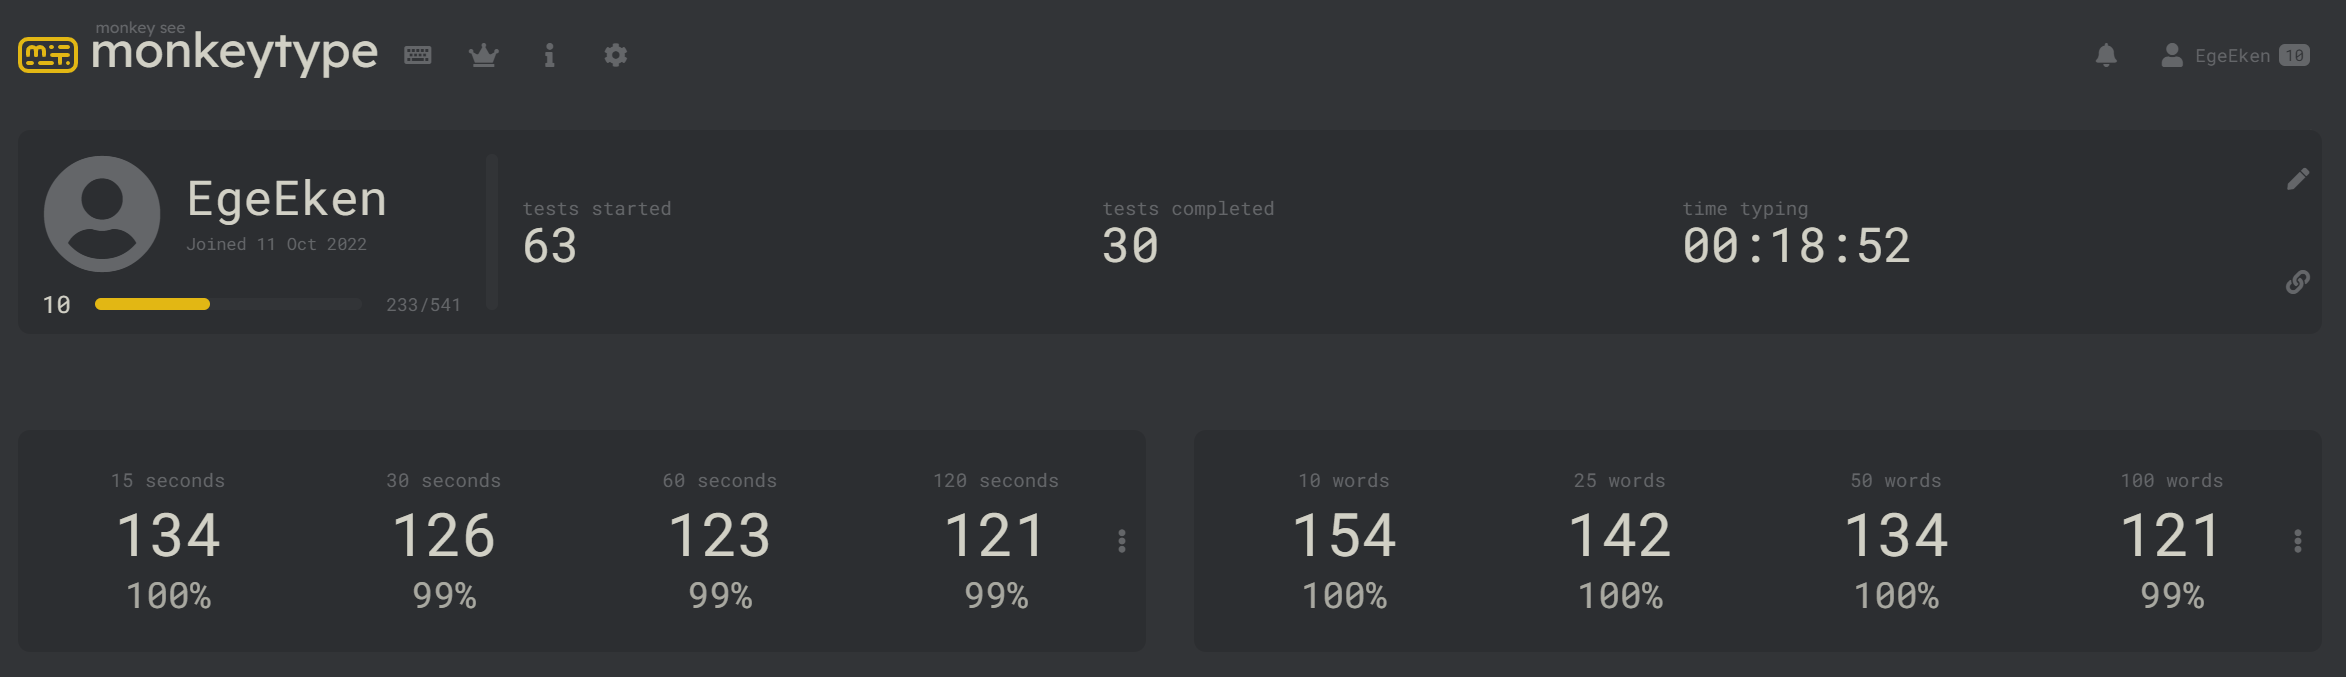 monkey see
monkeytype
EgeEken 10
EgeEken
Joined 11 Oct 2022
10 233/541
tests started
63
tests completed
30
time typing
00:18:52
15 seconds
134
100%
30 seconds
126
99%
60 seconds
123
99%
120 seconds
121
99%
10 words
154
100%
25 words
142
100%
50 words
134
100%
100 words
121
99%